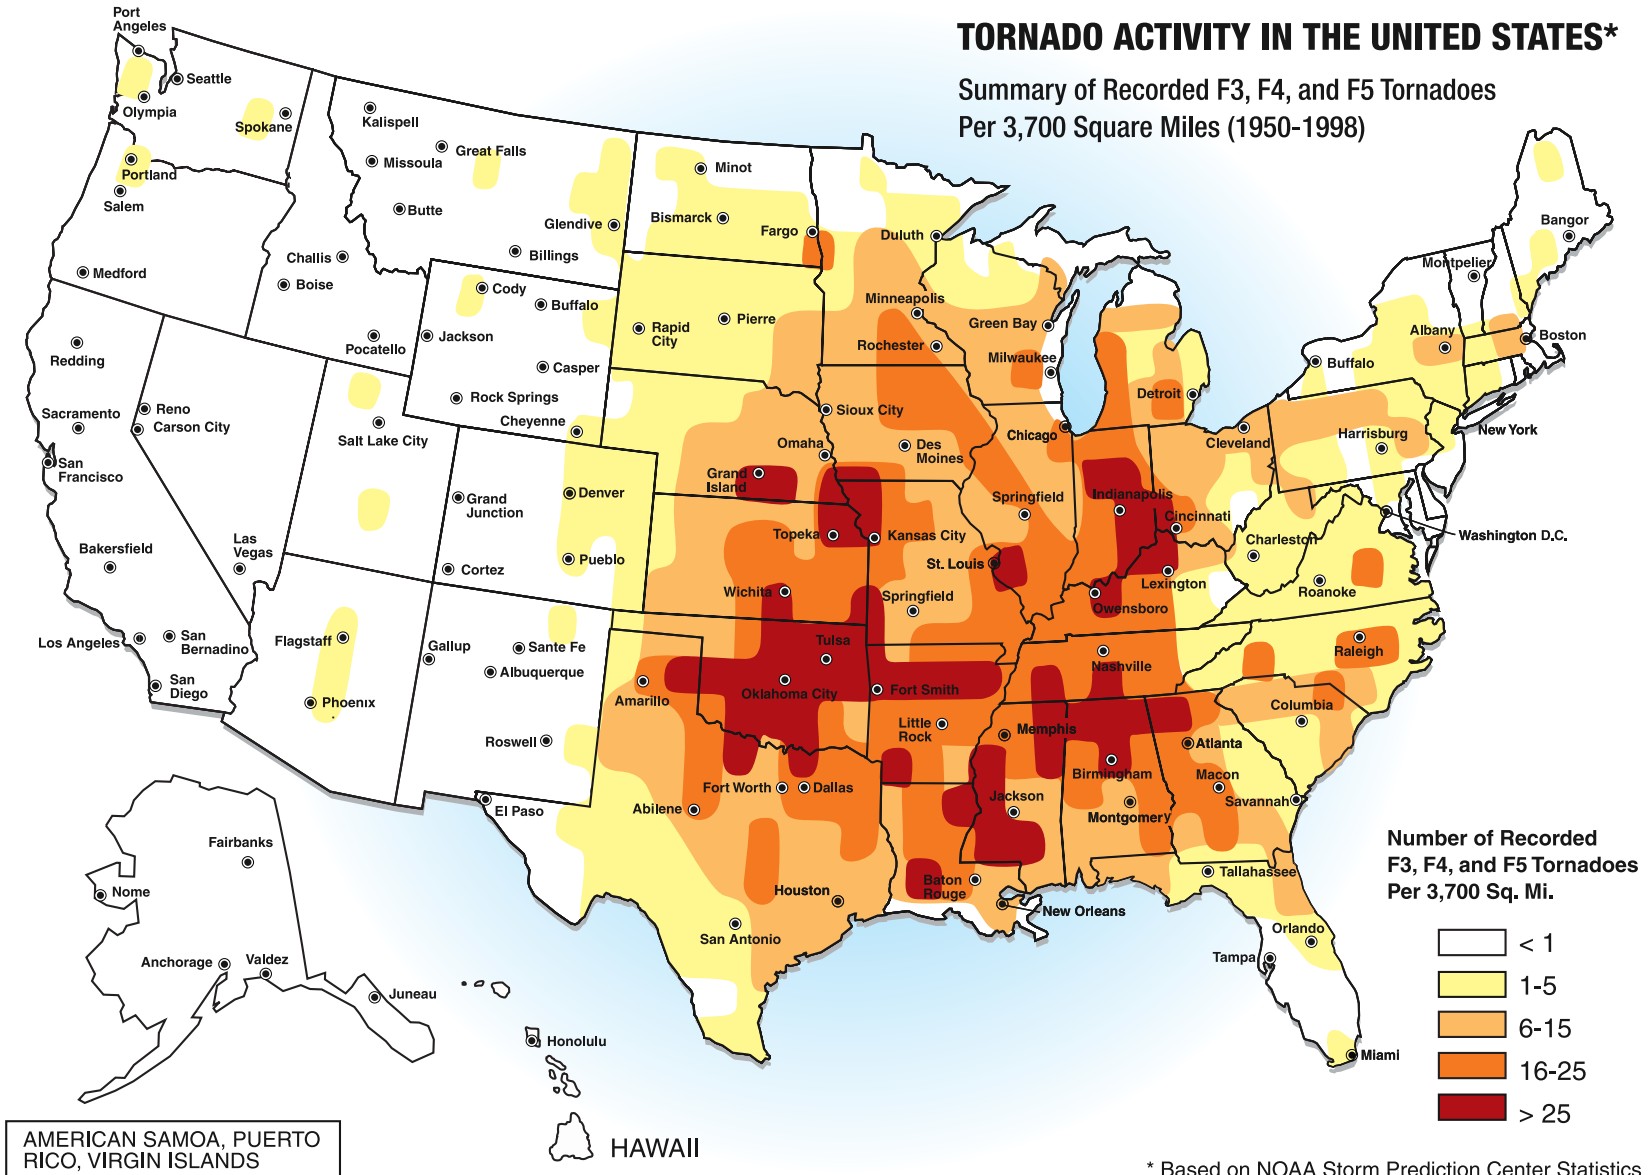 TORNADO ACTIVITY IN THE UNITED STATES*
Summary of Recorded F3, F4, and F5 Tornadoes
Per 3,700 Square Miles (1950-1998)
Port
Angeles
Seattle
Olympia
Spokane
Portland
Salem
Medford
Kalispell
Missoula
Great Falls
Butte
Glendive
Billings
Challis
Boise
Pocatello
Cody
Buffalo
Jackson
Casper
Rock Springs
Cheyenne
Minot
Bismarck
Fargo
Rapid
City
Pierre
Duluth
Minneapolis
Rochester
Green Bay
Milwaukee
Detroit
Chicago
Sioux City
Des
Moines
Omaha
Grand
Island
Redding
Sacramento
San
Francisco
Reno
Carson City
Salt Lake City
Bakersfield
Las
Vegas
Los Angeles
San
Bernadino
San
Diego
Grand
Junction
Denver
Pueblo
Cortez
Flagstaff
Phoenix
Gallup
Sante Fe
Albuquerque
Roswell
El Paso
Topeka
Kansas City
Wichita
St. Louis
Springfield
Springfield
Indianapolis
Cincinnati
Lexington
Owensboro
Cleveland
Charleston
Roanoke
Harrisburg
Buffalo
Albany
Montpelier
Bangor
Boston
New York
Washington D.C.
Tulsa
Oklahoma City
Amarillo
Fort Smith
Little
Rock
Memphis
Nashville
Raleigh
Columbia
Atlanta
Macon
Savannah
Birmingham
Montgomery
Jackson
Fort Worth
Dallas
Abilene
Houston
San Antonio
Baton
Rouge
New Orleans
Tallahassee
Orlando
Tampa
Miami
Fairbanks
Nome
Anchorage
Valdez
Juneau
Honolulu
HAWAII
AMERICAN SAMOA, PUERTO
RICO, VIRGIN ISLANDS
Number of Recorded
F3, F4, and F5 Tornadoes
Per 3,700 Sq. Mi.
< 1
1-5
6-15
16-25
> 25
* Based on NOAA Storm Prediction Center Statistics